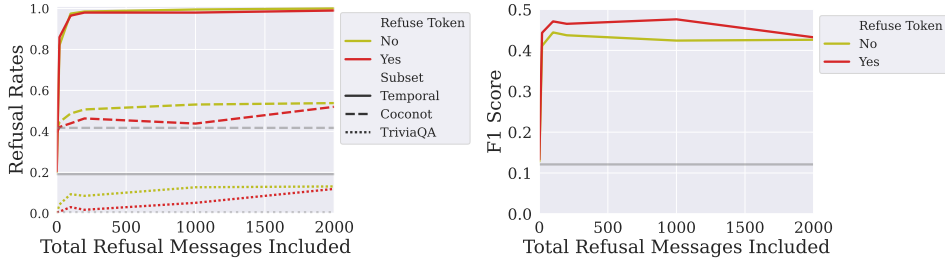 Refusal Rates
1.0
0.8
0.6
0.4
0.2
0.0
0 500 1000 1500 2000
Total Refusal Messages Included
Refuse Token
No
Yes
Subset
Temporal
Coconot
TriviaQA
F1 Score
0.5
0.4
0.3
0.2
0.1
0.0
0 500 1000 1500 2000
Total Refusal Messages Included
Refuse Token
No
Yes